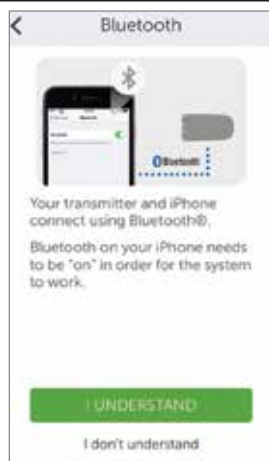 Bluetooth
Bluetooth
Your transmitter and iPhone
connect using Bluetooth®.
Bluetooth on your iPhone needs
to be "on" in order for the system
to work.
I UNDERSTAND
I don't understand